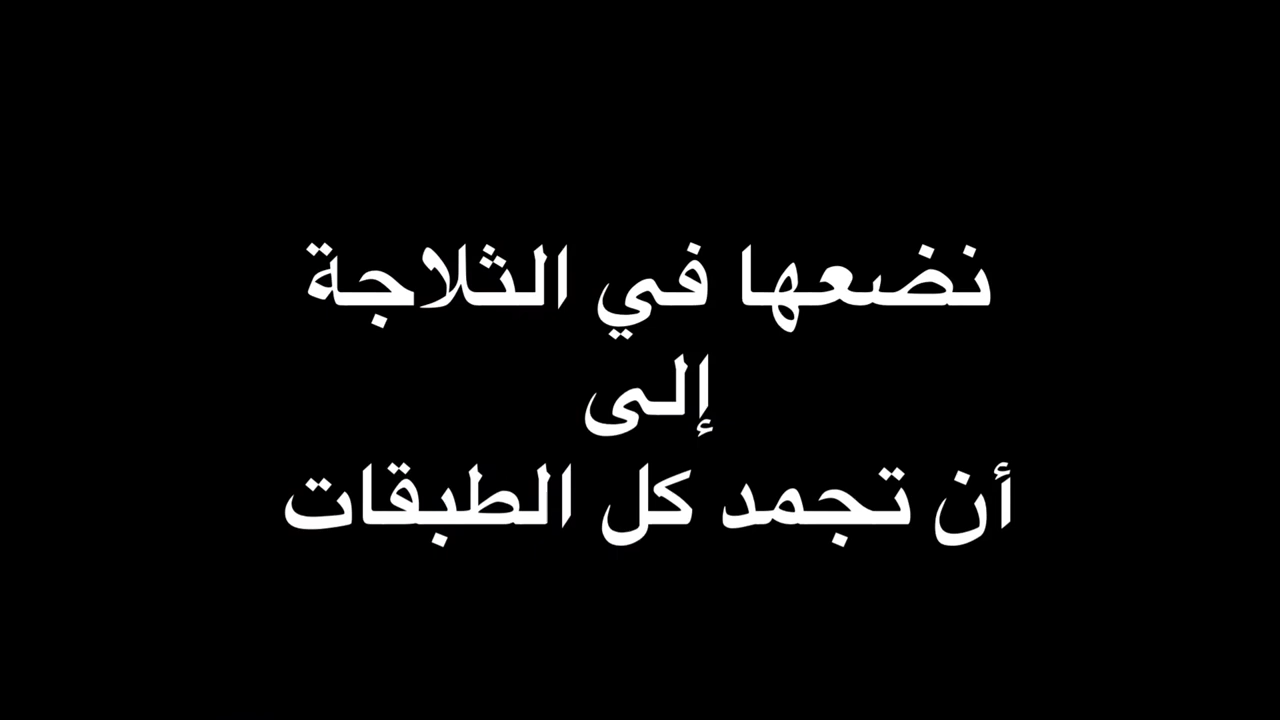 نضعها في الثلاجة
إلى
أن تجمد كل الطبقات